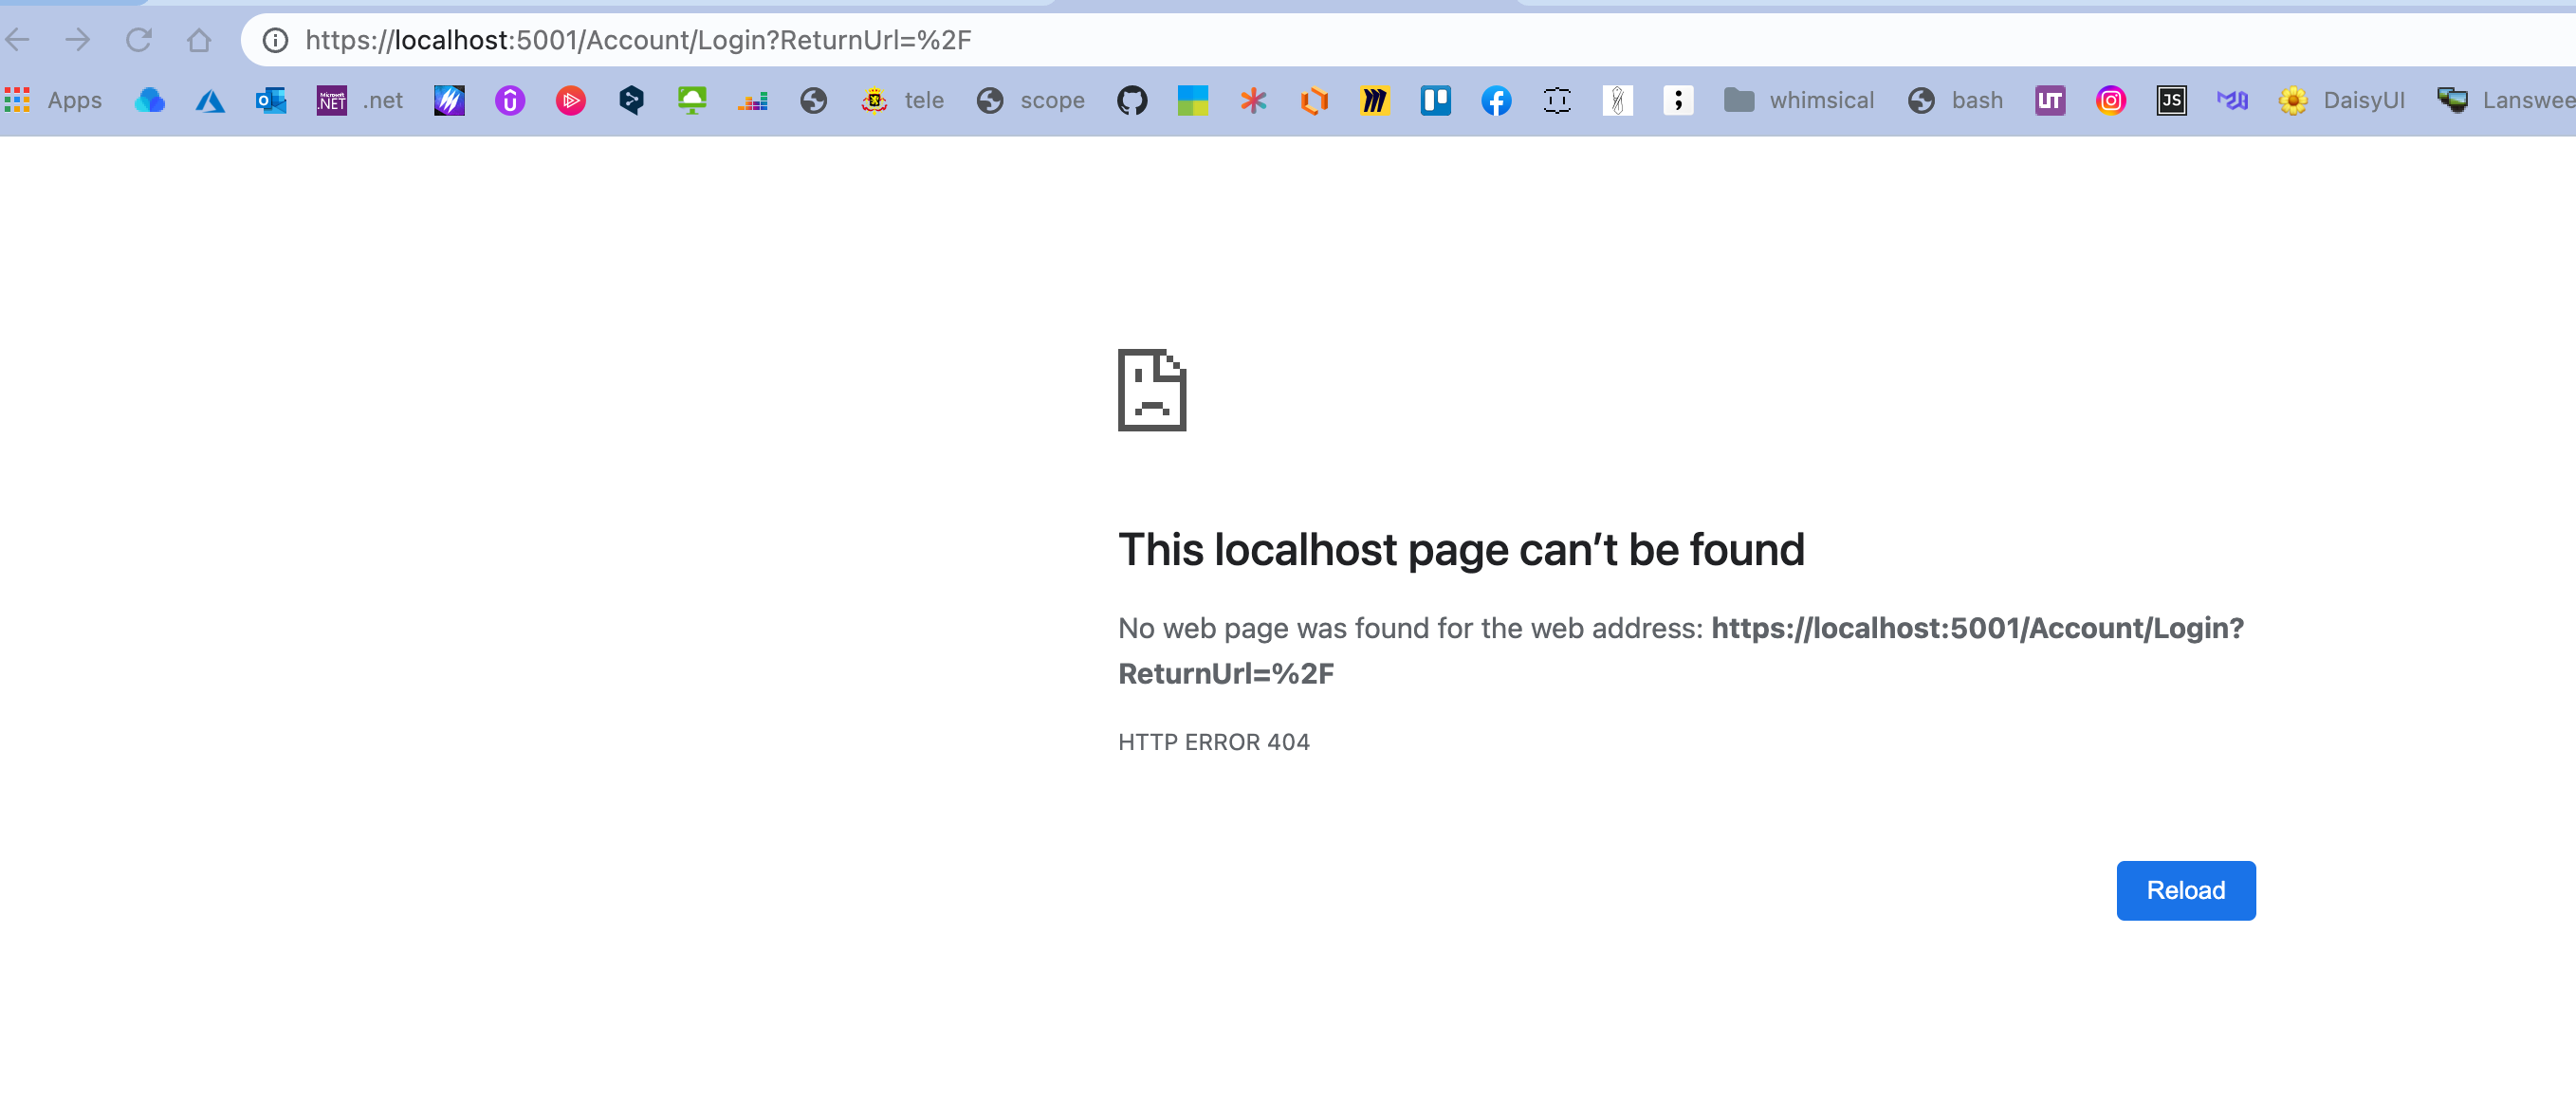 https://localhost:5001/Account/Login?ReturnUrl=%2F
Apps .net tele scope whimsical bash UT JS DaisyUI Lanswee
This localhost page can’t be found
No web page was found for the web address: https://localhost:5001/Account/Login?
ReturnUrl=%2F
HTTP ERROR 404
Reload